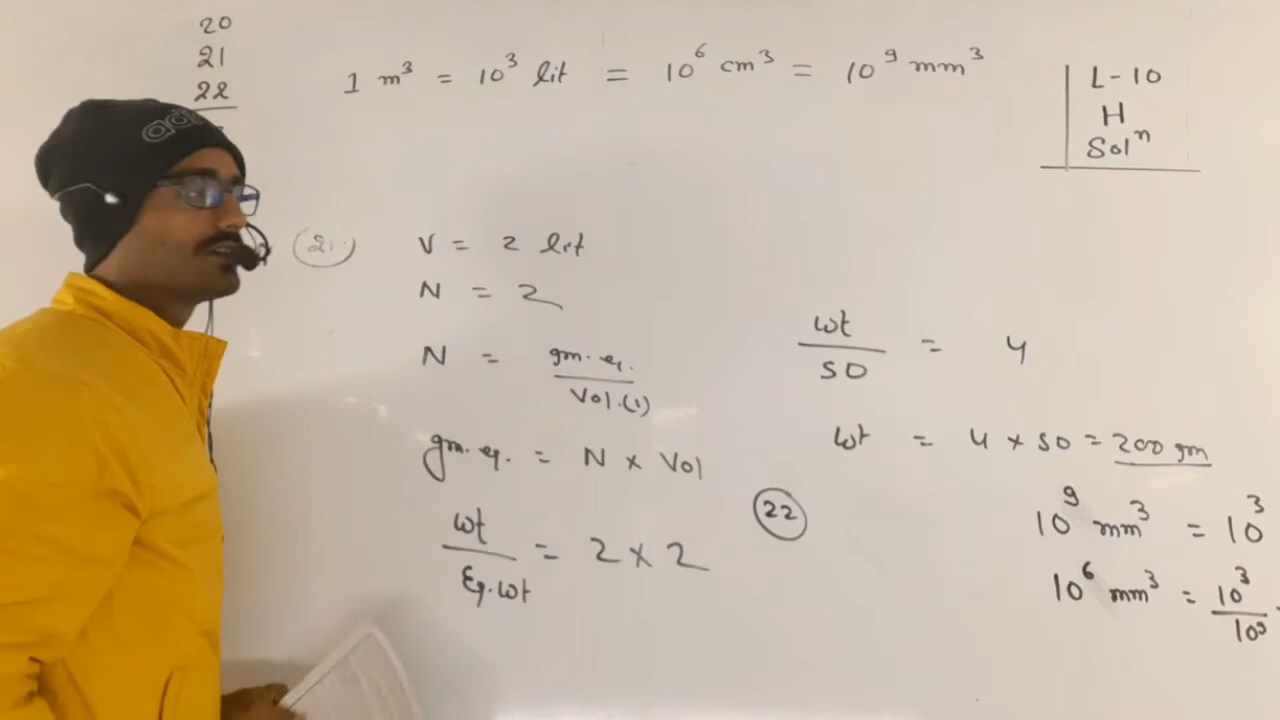 20
21
22
1 m³ = 10³ lit = 10⁶ cm³ = 10⁹ mm³
L-10
H
Solⁿ
21.
V = 2 lit
N = 2
N = gm. eq. / Vol.(l)
gm. eq. = N × Vol
wt / Eq. wt = 2 × 2
wt / 50 = 4
wt = 4 × 50 = 200 gm
22
10⁹ mm³ = 10³
10⁶ mm³ = 10³ / 10⁹